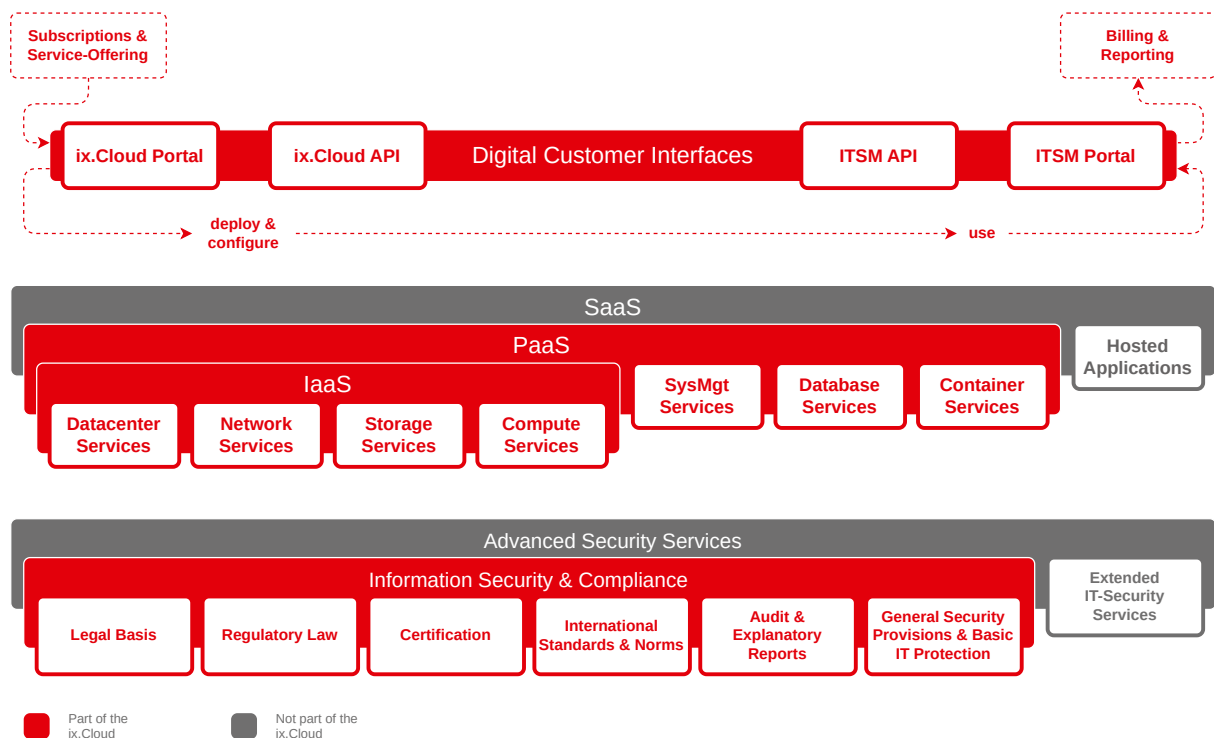 Subscriptions &
Service-Offering
Billing &
Reporting
ix.Cloud Portal
ix.Cloud API
Digital Customer Interfaces
ITSM API
ITSM Portal
deploy &
configure
use
SaaS
PaaS
IaaS
Datacenter
Services
Network
Services
Storage
Services
Compute
Services
SysMgt
Services
Database
Services
Container
Services
Hosted
Applications
Advanced Security Services
Information Security & Compliance
Legal Basis
Regulatory Law
Certification
International
Standards & Norms
Audit &
Explanatory
Reports
General Security
Provisions & Basic
IT Protection
Extended
IT-Security
Services
Part of the
ix.Cloud
Not part of the
ix.Cloud